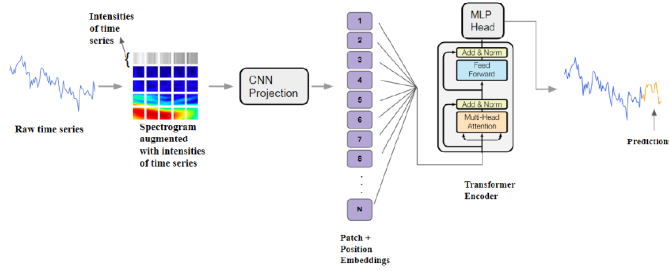 Intensities
of time
series
{
Raw time series
Spectrogram
augmented
with intensities
of time series
CNN
Projection
1
2
3
4
5
6
7
8
N
Patch +
Position
Embeddings
MLP
Head
Add & Norm
Feed
Forward
Add & Norm
Multi-Head
Attention
Transformer
Encoder
Predictions